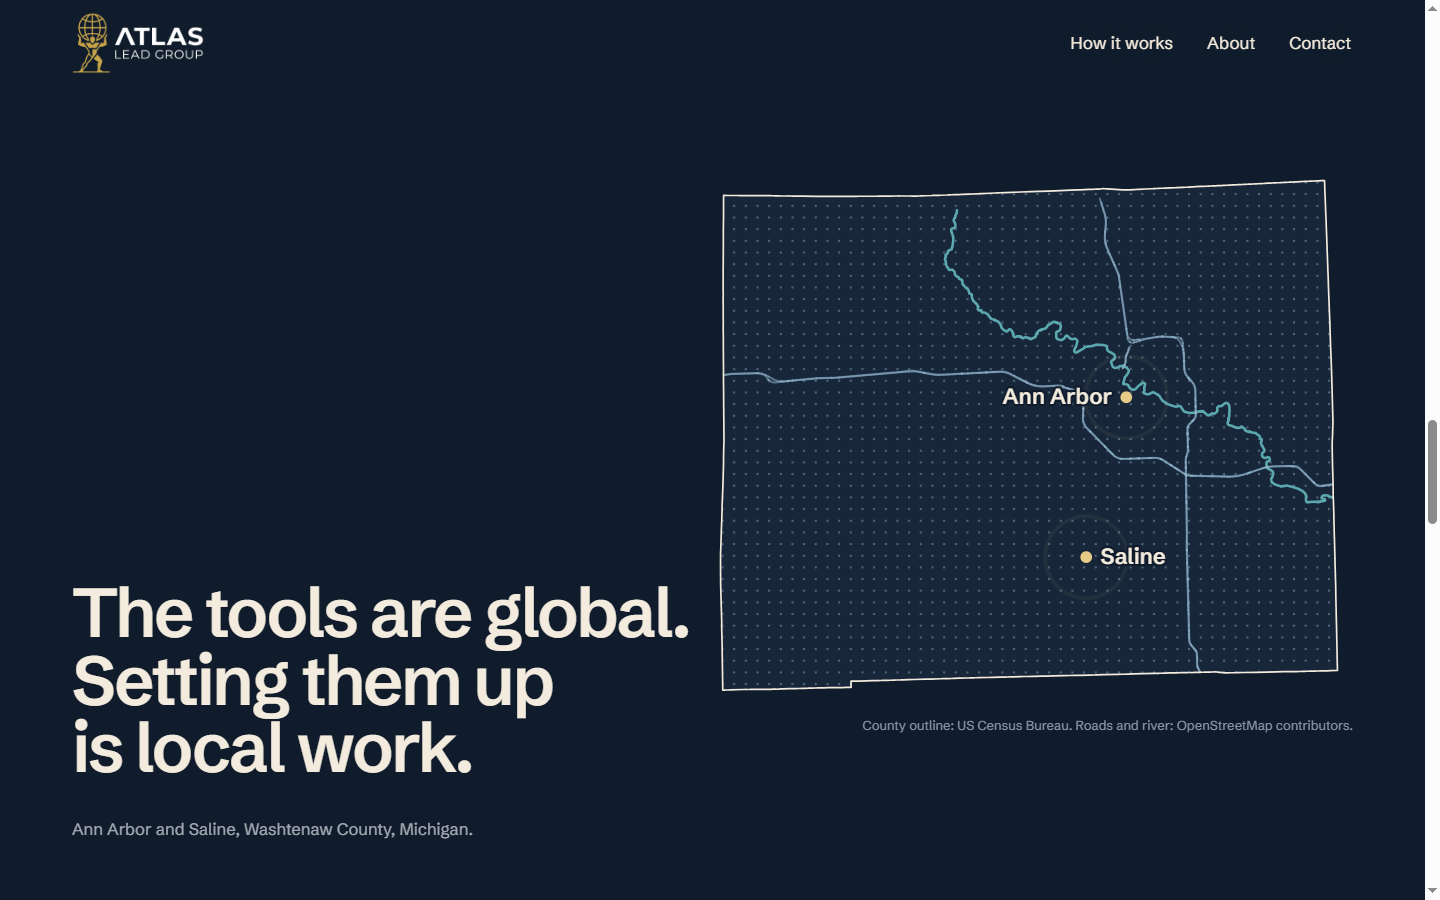 ATLAS
LEAD GROUP
How it works
About
Contact
Ann Arbor
Saline
The tools are global.
Setting them up
is local work.
County outline: US Census Bureau. Roads and river: OpenStreetMap contributors.
Ann Arbor and Saline, Washtenaw County, Michigan.